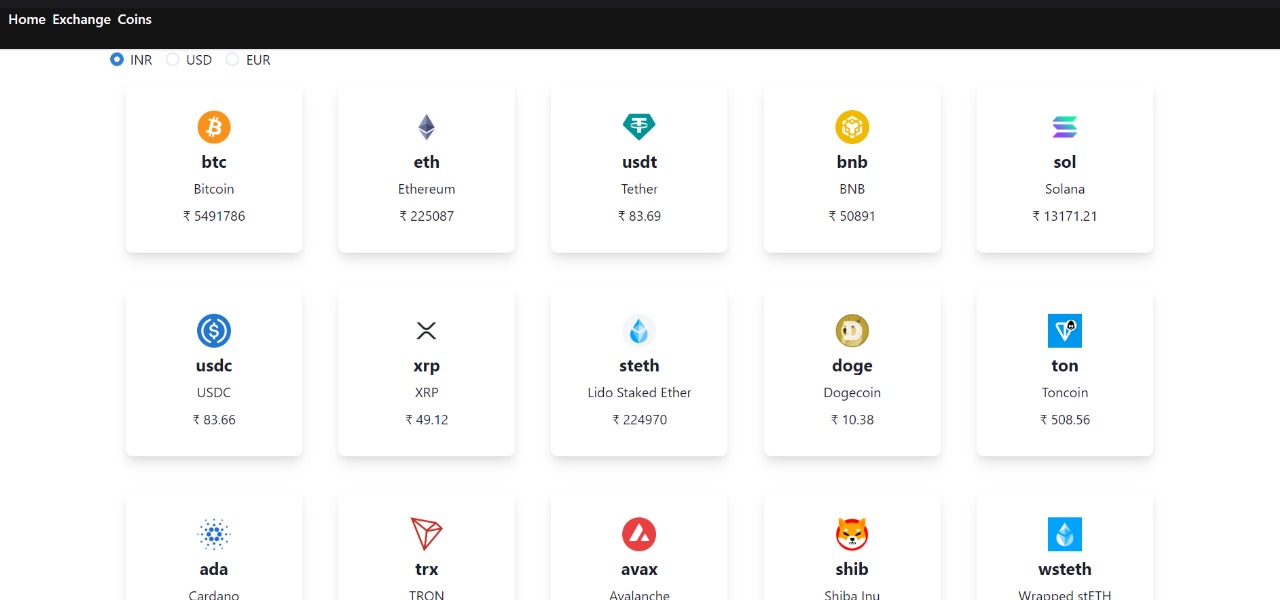 Home Exchange Coins
INR USD EUR
btc eth usdt bnb sol
Bitcoin Ethereum Tether BNB Solana
₹ 5491786 ₹ 225087 ₹ 83.69 ₹ 50891 ₹ 13171.21
usdc xrp steth doge ton
USDC XRP Lido Staked Ether Dogecoin Toncoin
₹ 83.66 ₹ 49.12 ₹ 224970 ₹ 10.38 ₹ 508.56
ada trx avax shib wsteth
Cardano TRON Avalanche Shiba Inu Wrapped stETH